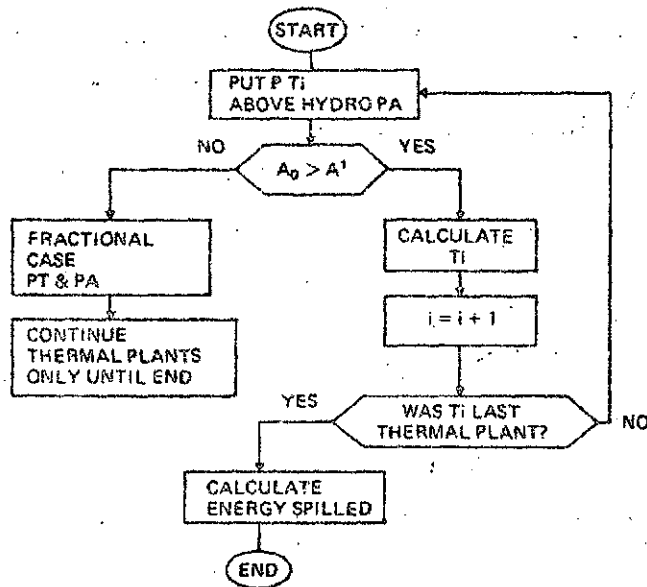 START
PUT P Ti
ABOVE HYDRO PA
NO
YES
A₀ > A¹
FRACTIONAL
CASE
PT & PA
CALCULATE
Ti
CONTINUE
THERMAL PLANTS
ONLY UNTIL END
i = i + 1
YES
WAS Ti LAST
THERMAL PLANT?
NO
CALCULATE
ENERGY SPILLED
END